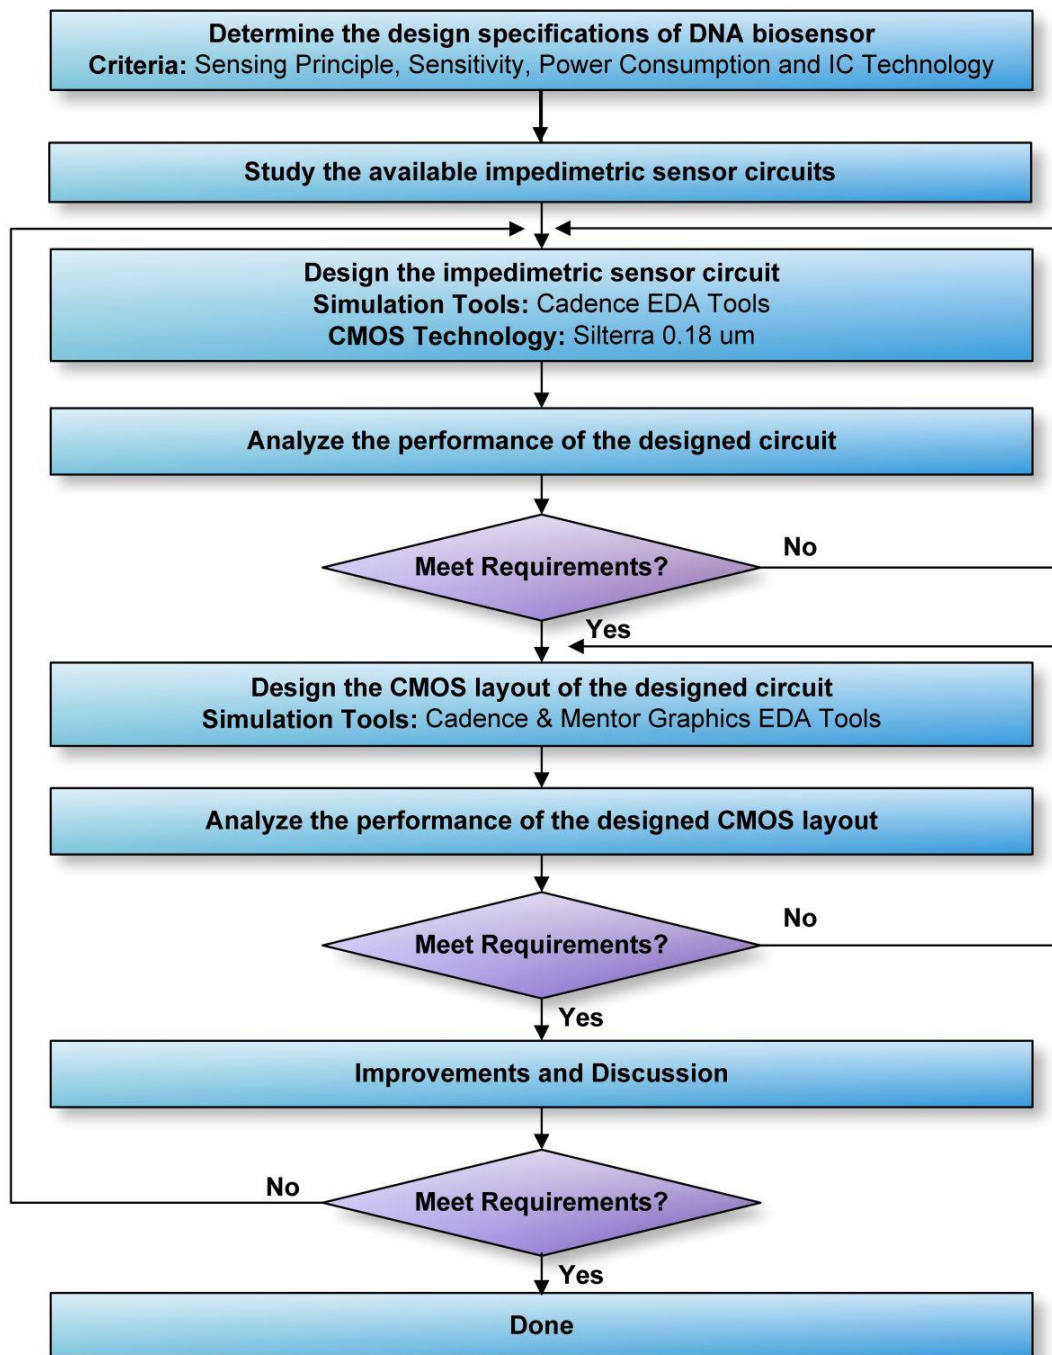 Determine the design specifications of DNA biosensor
Criteria: Sensing Principle, Sensitivity, Power Consumption and IC Technology
Study the available impedimetric sensor circuits
Design the impedimetric sensor circuit
Simulation Tools: Cadence EDA Tools
CMOS Technology: Silterra 0.18 um
Analyze the performance of the designed circuit
Meet Requirements?
No
Yes
Design the CMOS layout of the designed circuit
Simulation Tools: Cadence & Mentor Graphics EDA Tools
Analyze the performance of the designed CMOS layout
Meet Requirements?
No
Yes
Improvements and Discussion
No
Meet Requirements?
Yes
Done